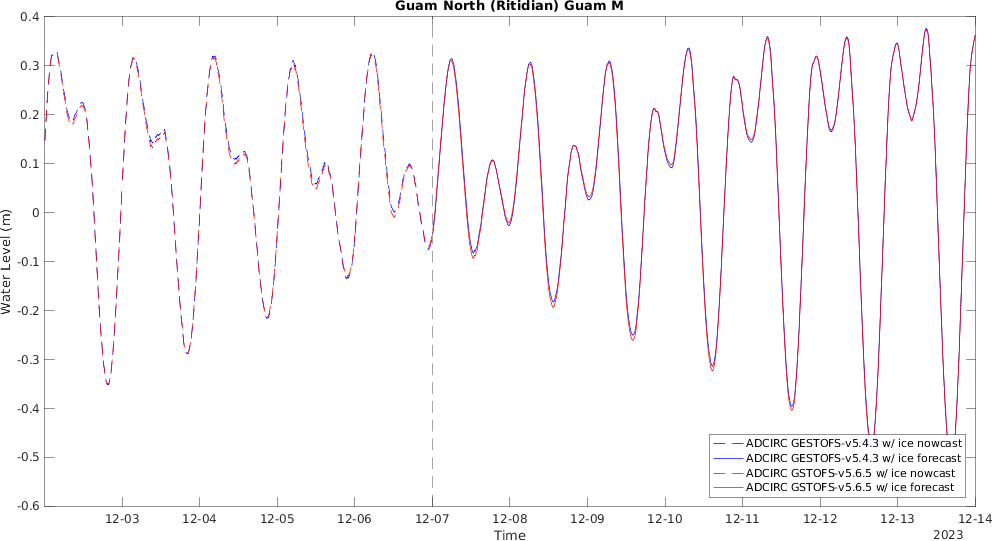 Guam North (Ritidian) Guam M
0.4
0.3
0.2
0.1
0
-0.1
-0.2
-0.3
-0.4
-0.5
-0.6
Water Level (m)
ADCIRC GESTOFS-v5.4.3 w/ ice nowcast
ADCIRC GESTOFS-v5.4.3 w/ ice forecast
ADCIRC GSTOFS-v5.6.5 w/ ice nowcast
ADCIRC GSTOFS-v5.6.5 w/ ice forecast
12-03 12-04 12-05 12-06 12-07 12-08 12-09 12-10 12-11 12-12 12-13 12-14
Time
2023